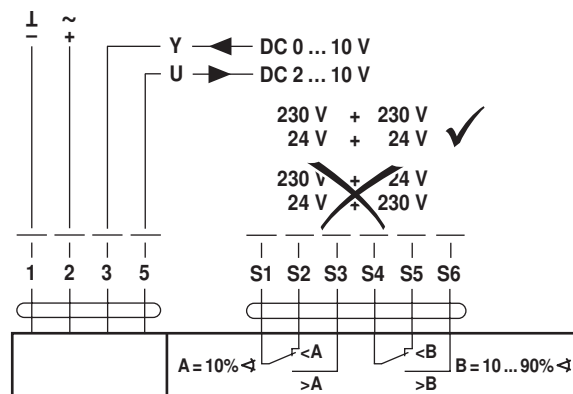 ⊥ ~
– +
Y DC 0 ... 10 V
U DC 2 ... 10 V
230 V + 230 V
24 V + 24 V
230 V + 24 V
24 V + 230 V
1 2 3 5 S1 S2 S3 S4 S5 S6
A = 10% <A >A <B >B B = 10 ... 90%